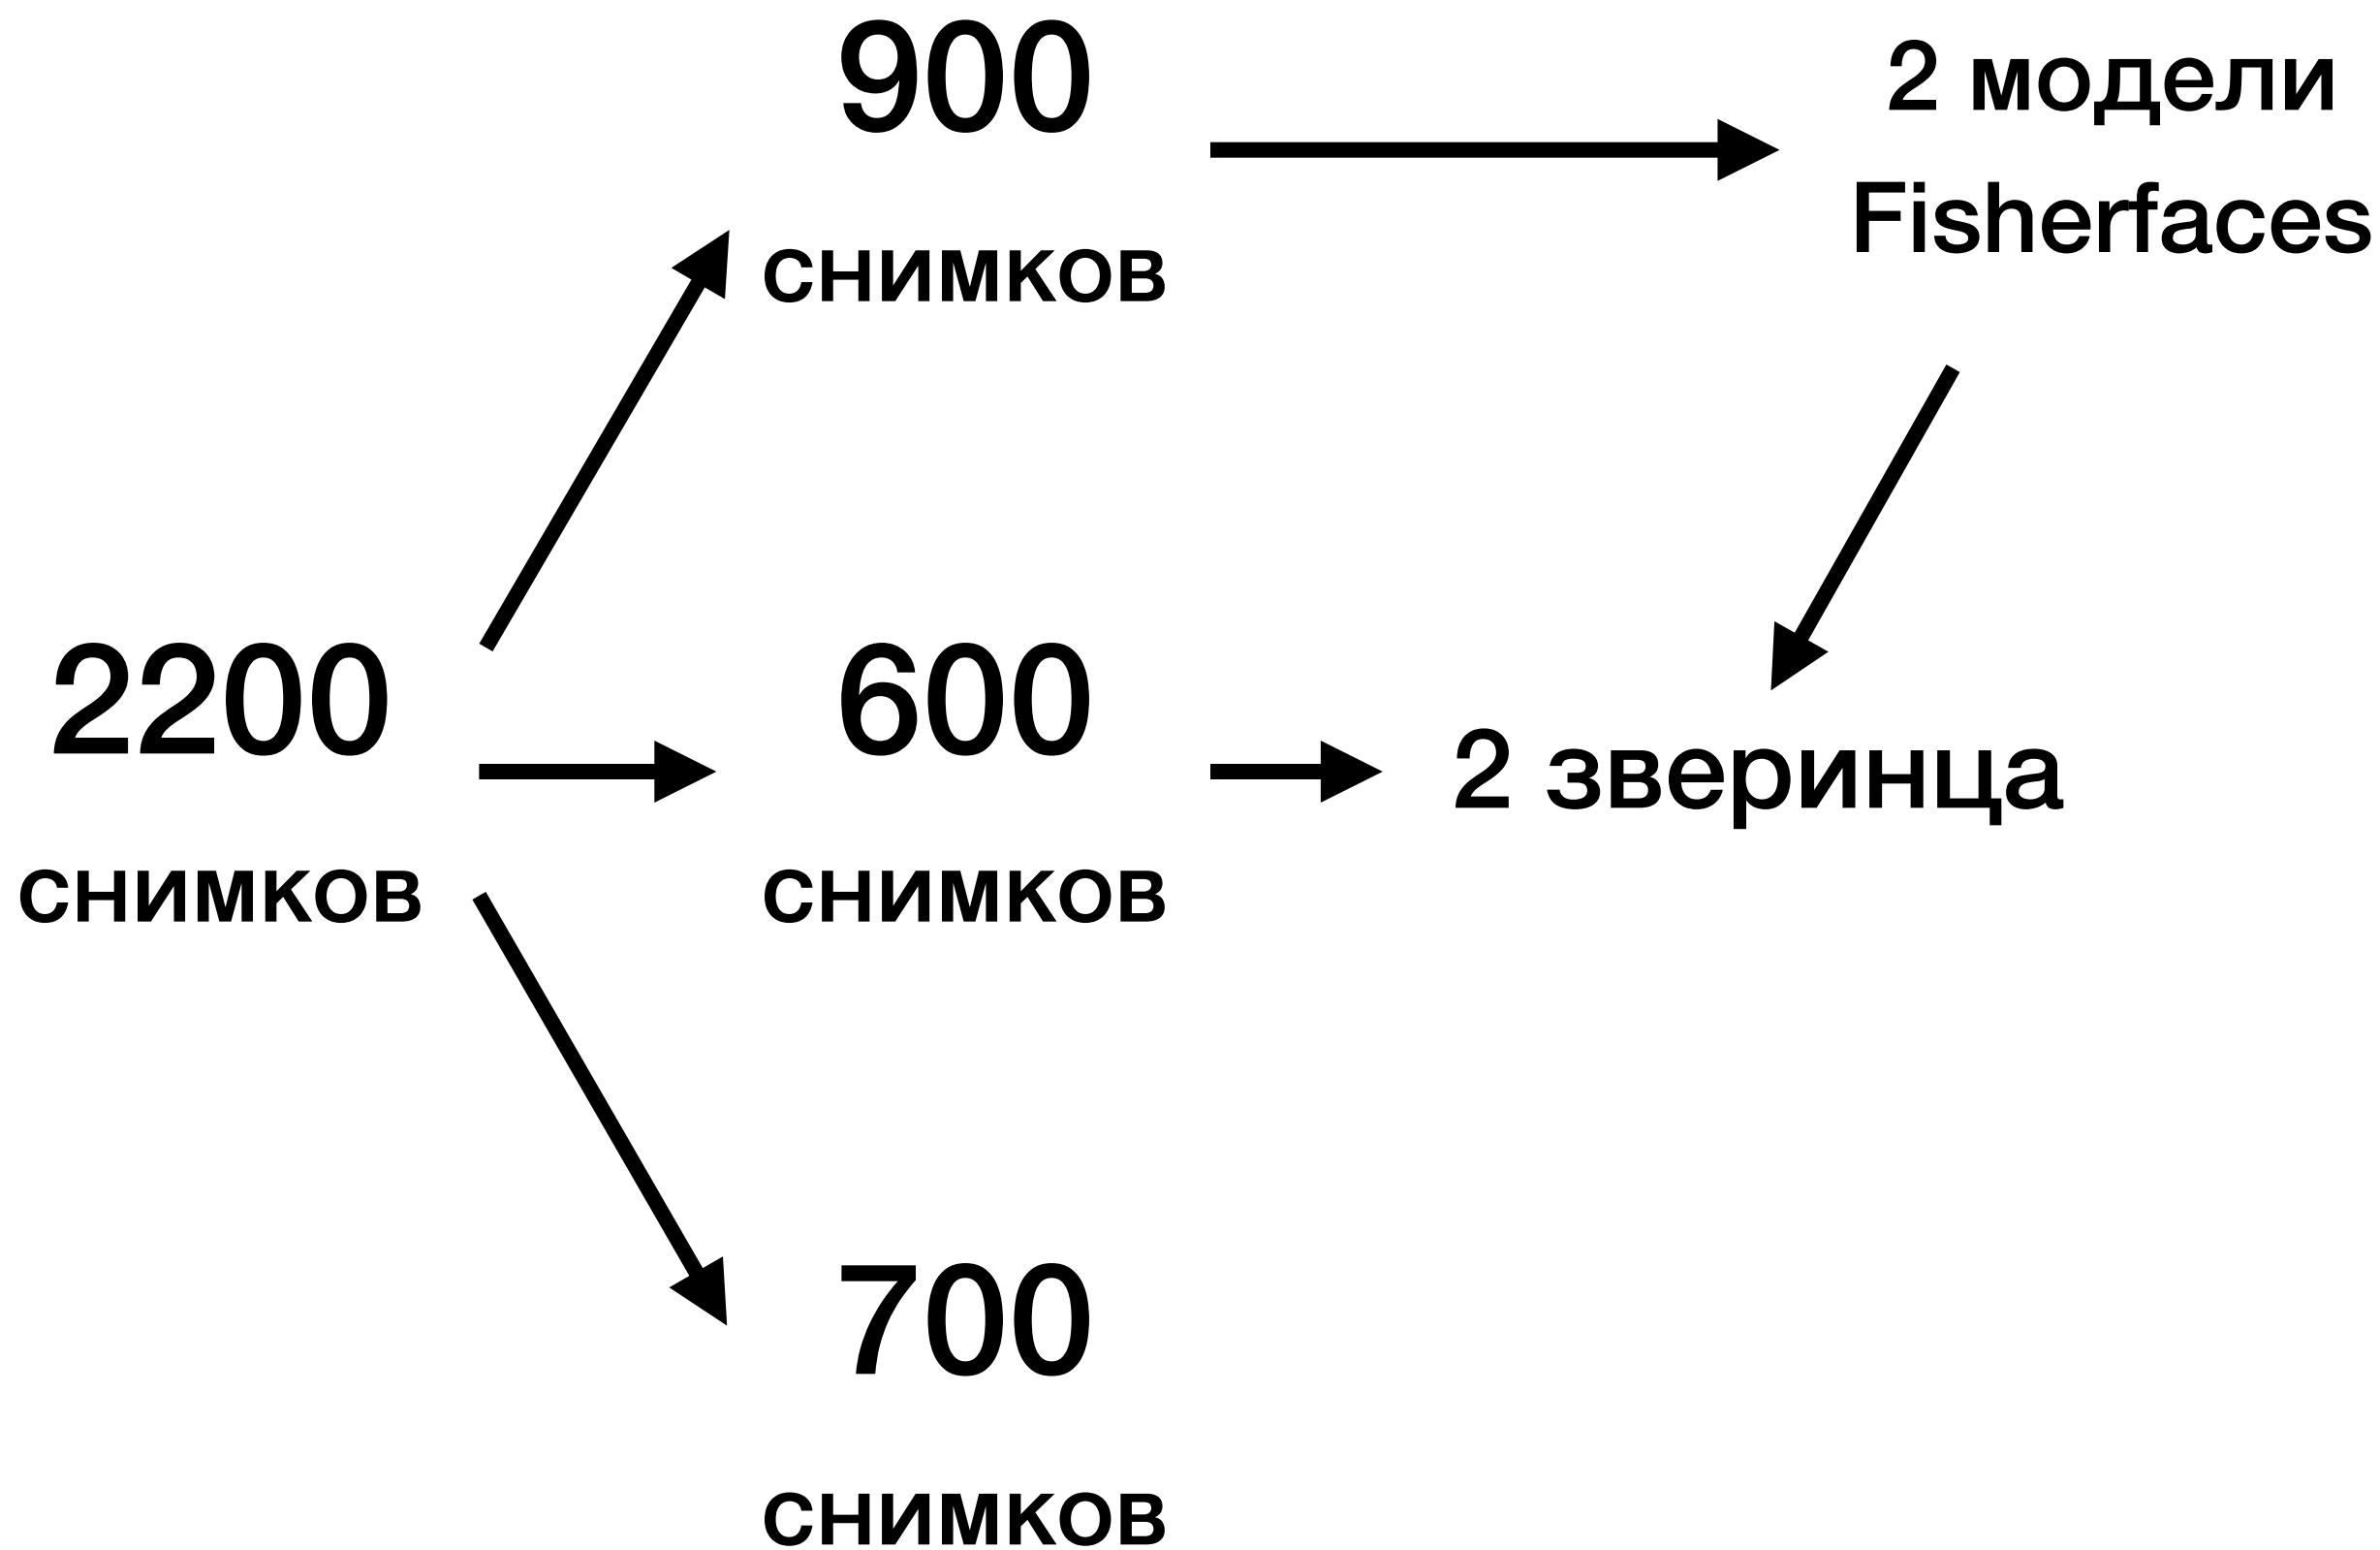 900
снимков
2 модели
Fisherfaces
2200
снимков
600
снимков
2 зверинца
700
снимков